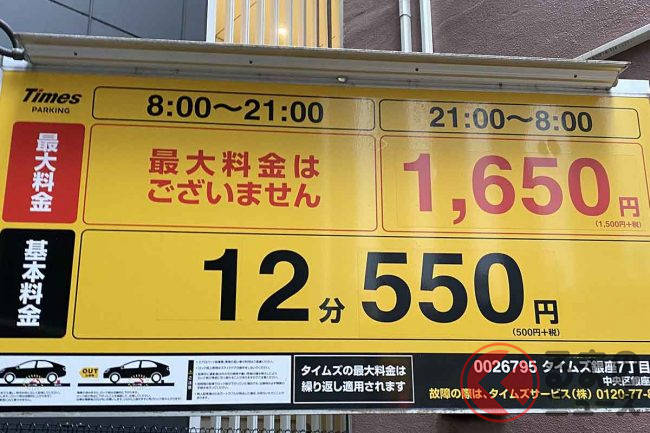 Times
PARKING
8:00〜21:00
21:00〜8:00
最大料金
最大料金は
ございません
1,650円
(1,500円+税)
基本料金
12分 550円
(500円+税)
OUT
タイムズの最大料金は
繰り返し適用されます
0026795 タイムズ銀座7丁目
中央区銀座
故障の際は、タイムズサービス(株) 0120-77-8